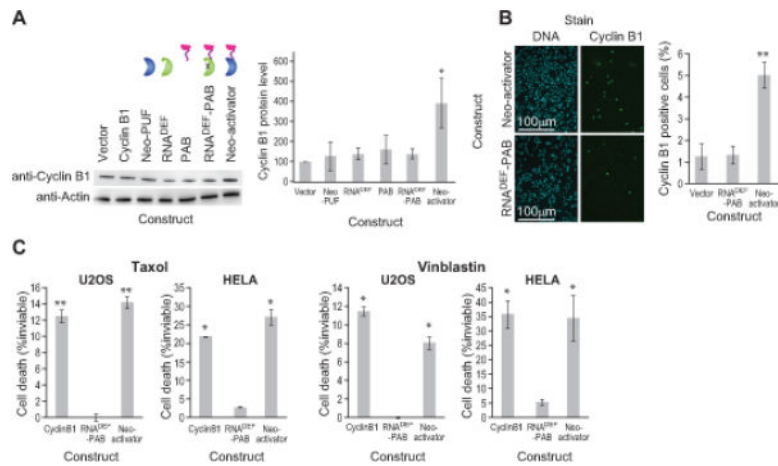 A
Vector
Cyclin B1
Neo-PUF
RNA^DEF
PAB
RNA^DEF-PAB
Neo-activator
anti-Cyclin B1
anti-Actin
Construct
Cyclin B1 protein level
600
500
400
300
200
100
0
*
Vector
Neo
-PUF
RNA^DEF
PAB
RNA^DEF
-PAB
Neo-
activator
Construct
B
Stain
DNA
Cyclin B1
Construct
Neo-activator
100µm
RNA^DEF-PAB
100µm
Cyclin B1 positive cells (%)
6
5
4
3
2
1
0
**
Vector
RNA^DEF
-PAB
Neo-
activator
Construct
C
Taxol
U2OS
HELA
Cell death (%inviable)
16
14
12
10
8
6
4
2
0
**
**
CyclinB1
RNA^DEF
-PAB
Neo-
activator
Construct
Cell death (%inviable)
35
30
25
20
15
10
5
0
*
*
CyclinB1
RNA^DEF
-PAB
Neo-
activator
Construct
Vinblastin
U2OS
HELA
Cell death (%inviable)
14
12
10
8
6
4
2
0
*
*
CyclinB1
RNA^DEF
-PAB
Neo-
activator
Construct
Cell death (%inviable)
45
40
35
30
25
20
15
10
5
0
*
*
CyclinB1
RNA^DEF
-PAB
Neo-
activator
Construct